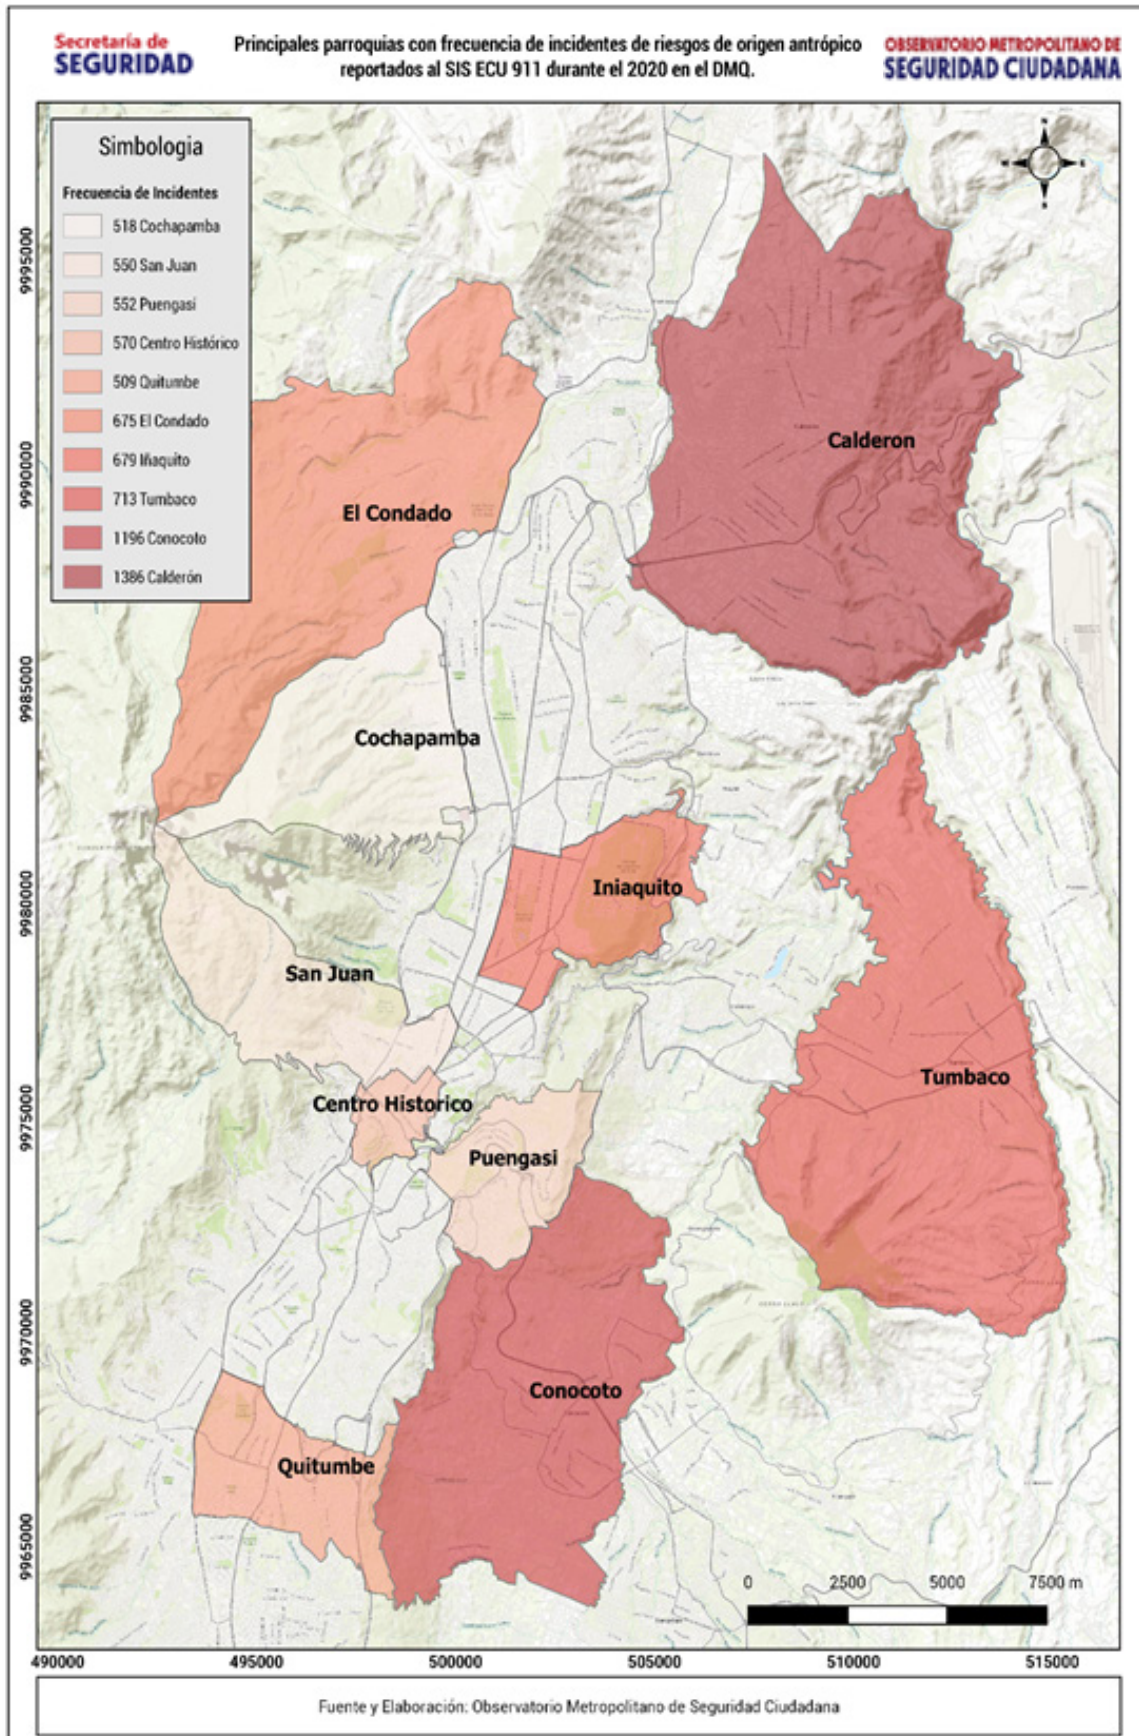 Secretaría de
SEGURIDAD
Principales parroquias con frecuencia de incidentes de riesgos de origen antrópico
reportados al SIS ECU 911 durante el 2020 en el DMQ.
OBSERVATORIO METROPOLITANO DE
SEGURIDAD CIUDADANA
Simbologia
Frecuencia de Incidentes
518 Cochapamba
550 San Juan
552 Puengasi
570 Centro Histórico
509 Quitumbe
675 El Condado
679 Iñaquito
713 Tumbaco
1196 Conocoto
1386 Calderón
Calderon
El Condado
Cochapamba
Iniaquito
San Juan
Tumbaco
Centro Historico
Puengasi
Conocoto
Quitumbe
9995000
9990000
9985000
9980000
9975000
9970000
9965000
0 2500 5000 7500 m
490000 495000 500000 505000 510000 515000
Fuente y Elaboración: Observatorio Metropolitano de Seguridad Ciudadana